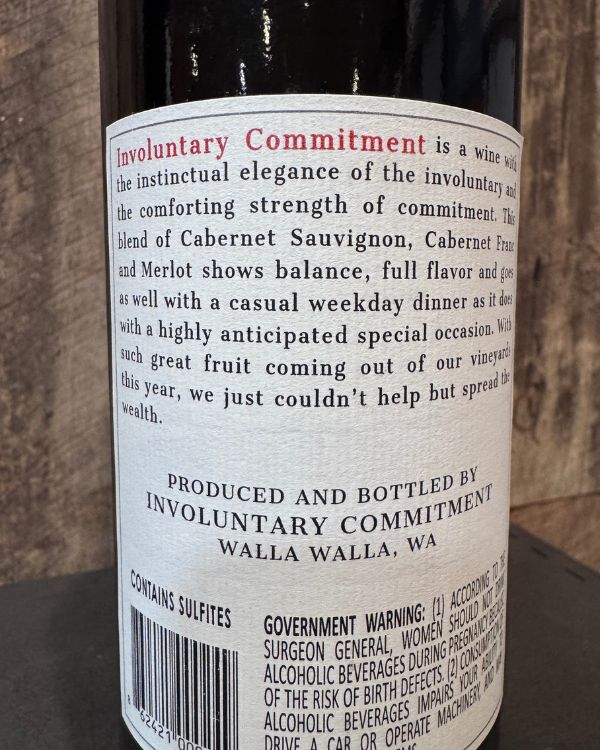 Involuntary Commitment is a wine with
the instinctual elegance of the involuntary and
the comforting strength of commitment. This
blend of Cabernet Sauvignon, Cabernet Franc
and Merlot shows balance, full flavor and goes
as well with a casual weekday dinner as it does
with a highly anticipated special occasion. With
such great fruit coming out of our vineyards
this year, we just couldn't help but spread the
wealth.
PRODUCED AND BOTTLED BY
INVOLUNTARY COMMITMENT
WALLA WALLA, WA
CONTAINS SULFITES
GOVERNMENT WARNING: (1) ACCORDING TO THE
SURGEON GENERAL, WOMEN SHOULD NOT DRINK
ALCOHOLIC BEVERAGES DURING PREGNANCY BECAUSE
OF THE RISK OF BIRTH DEFECTS. (2) CONSUMPTION
ALCOHOLIC BEVERAGES IMPAIRS YOUR ABILITY
DRIVE A CAR OR OPERATE MACHINERY, AND MAY
8 62421 00